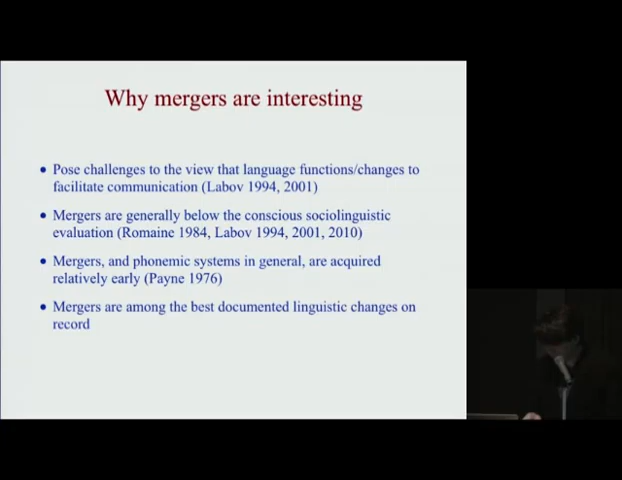 Why mergers are interesting
• Pose challenges to the view that language functions/changes to
facilitate communication (Labov 1994, 2001)
• Mergers are generally below the conscious sociolinguistic
evaluation (Romaine 1984, Labov 1994, 2001, 2010)
• Mergers, and phonemic systems in general, are acquired
relatively early (Payne 1976)
• Mergers are among the best documented linguistic changes on
record